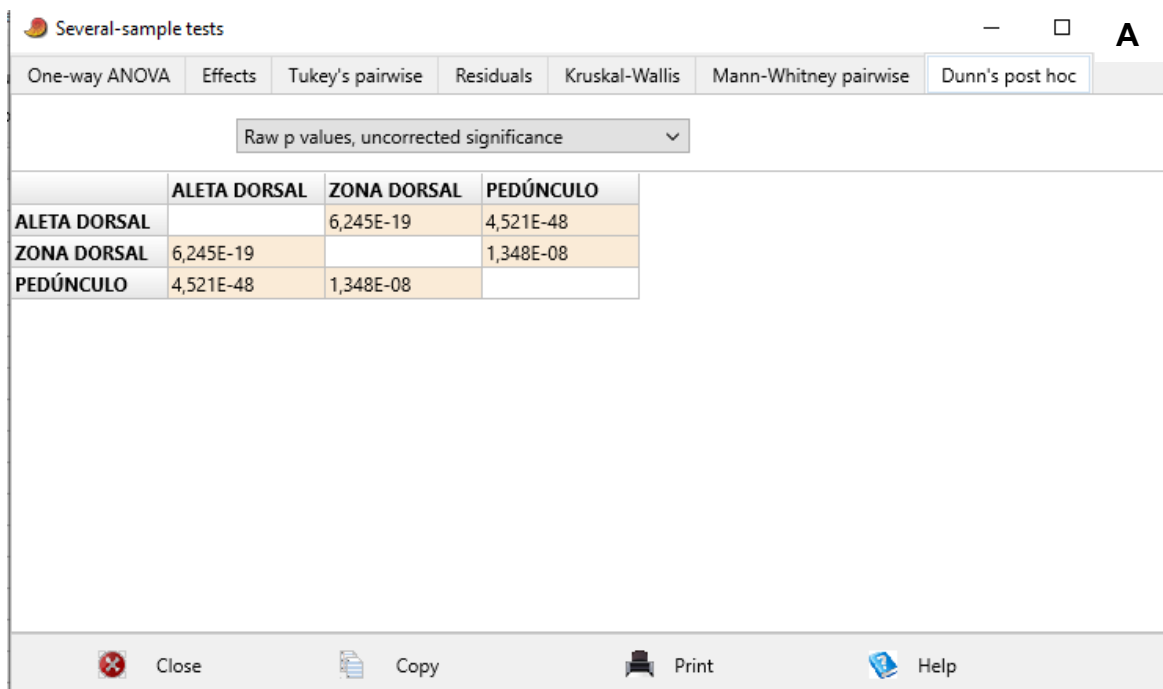 Several-sample tests
A
One-way ANOVA Effects Tukey's pairwise Residuals Kruskal-Wallis Mann-Whitney pairwise Dunn's post hoc
Raw p values, uncorrected significance
ALETA DORSAL ZONA DORSAL PEDÚNCULO
ALETA DORSAL 6,245E-19 4,521E-48
ZONA DORSAL 6,245E-19 1,348E-08
PEDÚNCULO 4,521E-48 1,348E-08
Close Copy Print Help